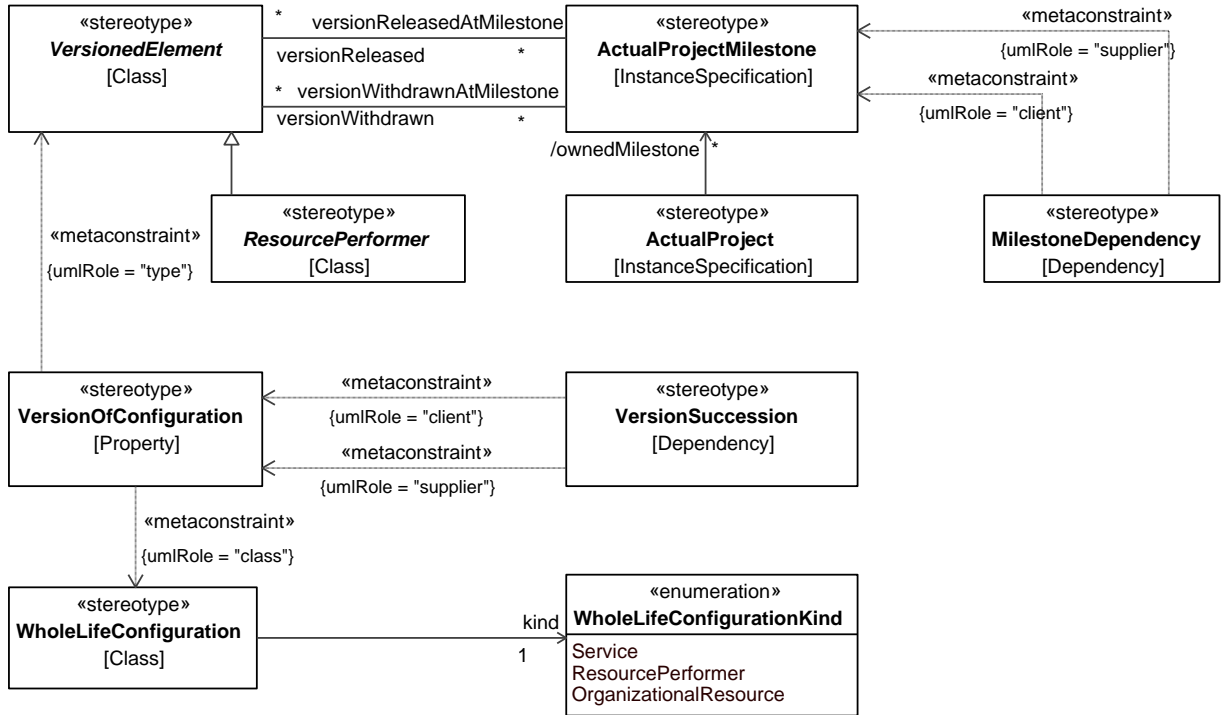 «stereotype»
VersionedElement
[Class]
* versionReleasedAtMilestone
versionReleased *
* versionWithdrawnAtMilestone
versionWithdrawn *
«stereotype»
ActualProjectMilestone
[InstanceSpecification]
«metaconstraint»
{umlRole = "supplier"}
«metaconstraint»
{umlRole = "client"}
/ownedMilestone *
«metaconstraint»
{umlRole = "type"}
«stereotype»
ResourcePerformer
[Class]
«stereotype»
ActualProject
[InstanceSpecification]
«stereotype»
MilestoneDependency
[Dependency]
«stereotype»
VersionOfConfiguration
[Property]
«metaconstraint»
{umlRole = "client"}
«metaconstraint»
{umlRole = "supplier"}
«stereotype»
VersionSuccession
[Dependency]
«metaconstraint»
{umlRole = "class"}
«stereotype»
WholeLifeConfiguration
[Class]
kind
1
«enumeration»
WholeLifeConfigurationKind
Service
ResourcePerformer
OrganizationalResource